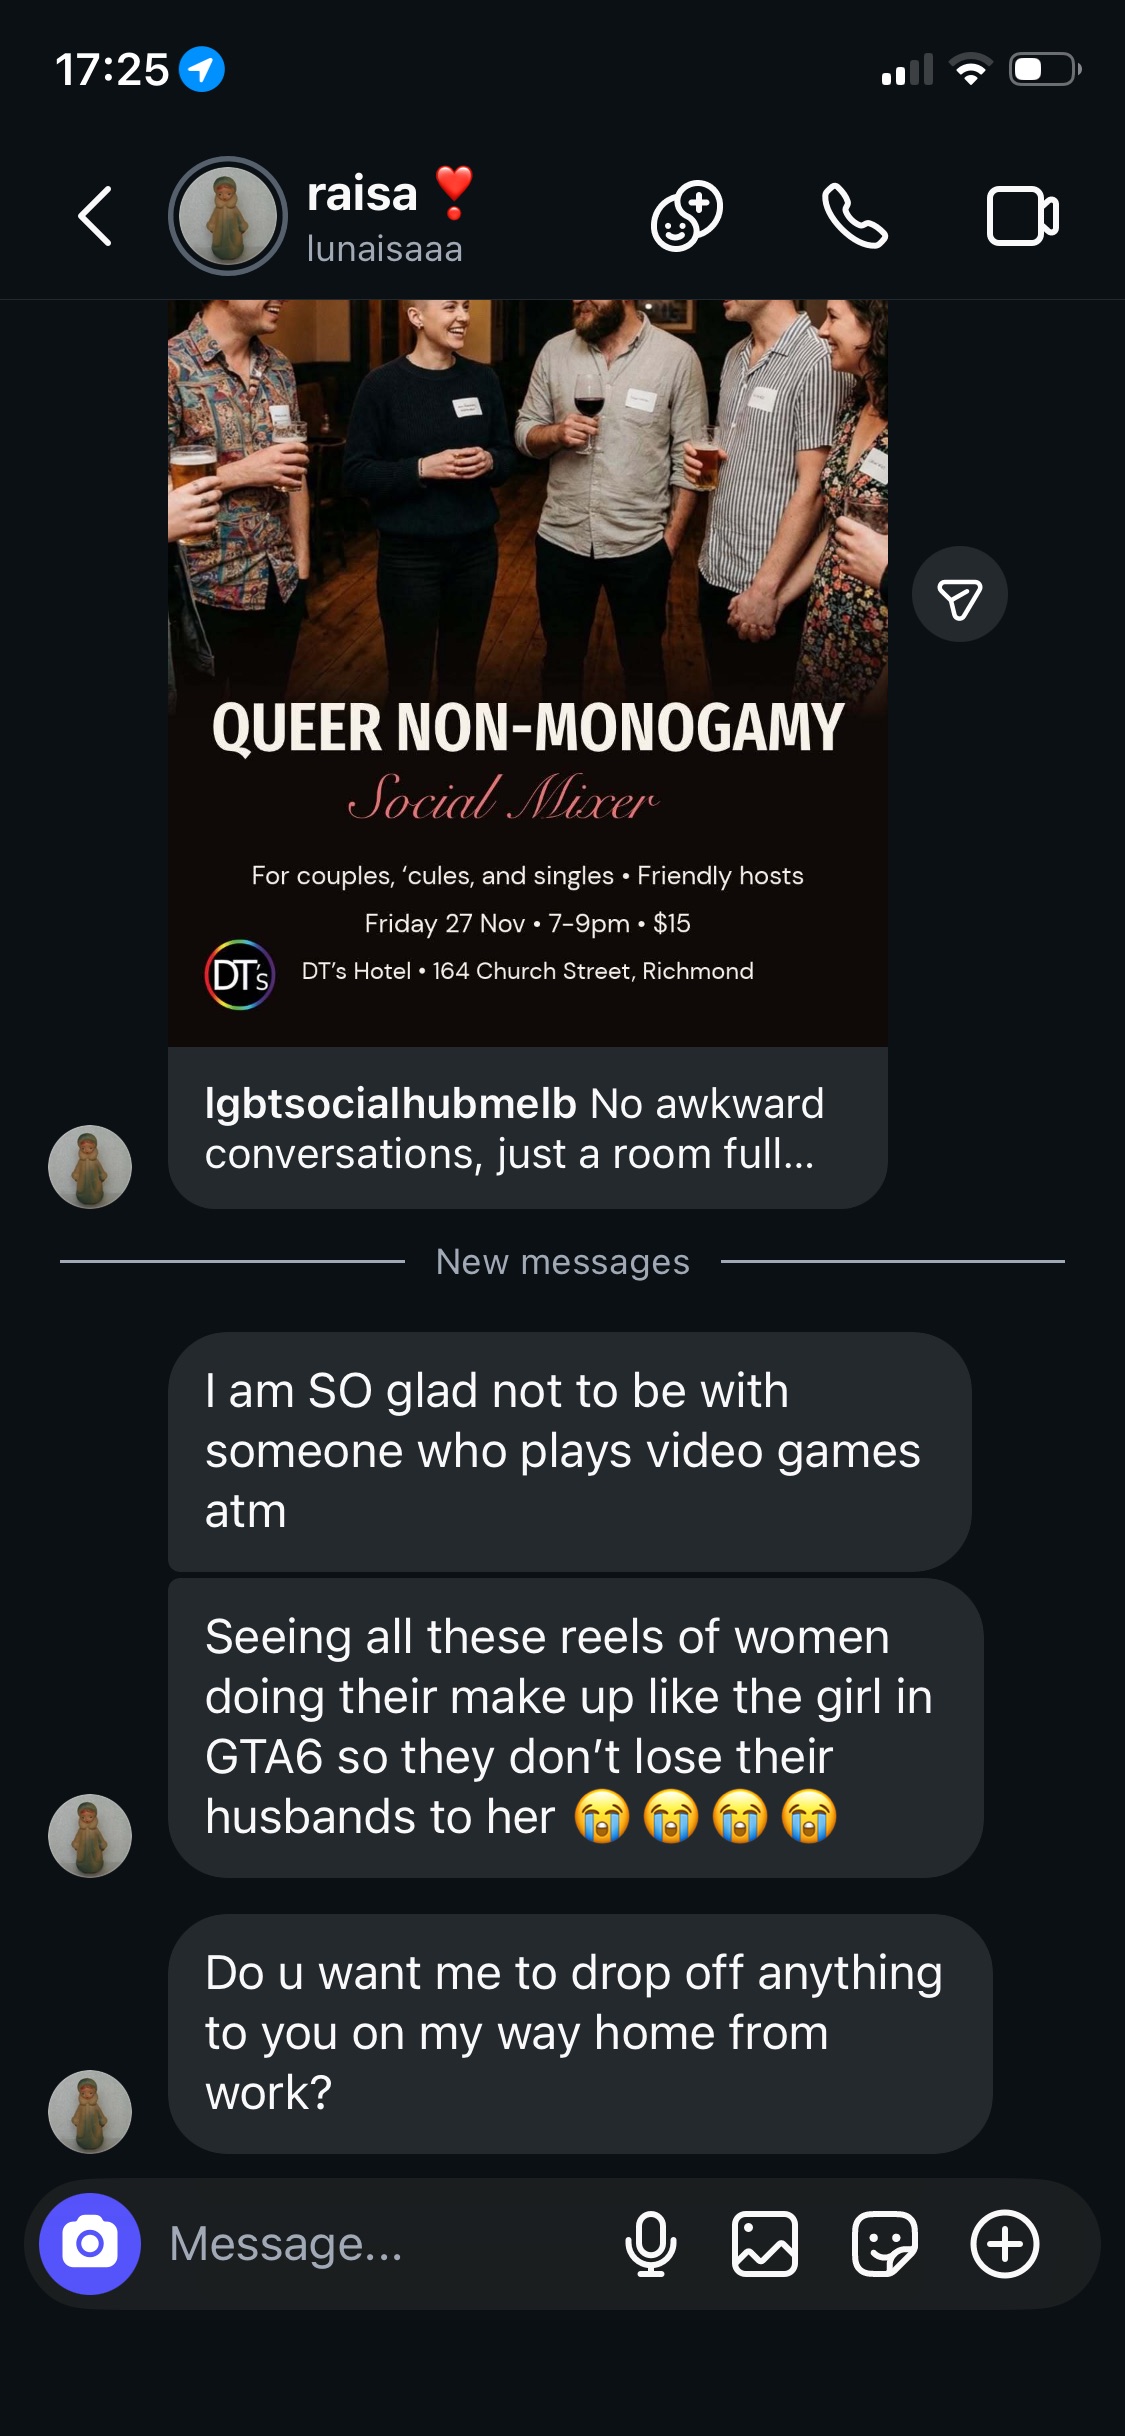 17:25
raisa ❣️
lunaisaaa
QUEER NON-MONOGAMY
Social Mixer
For couples, ‘cules, and singles • Friendly hosts
Friday 27 Nov • 7-9pm • $15
DT's
DT’s Hotel • 164 Church Street, Richmond
lgbtsocialhubmelb No awkward
conversations, just a room full...
New messages
I am SO glad not to be with
someone who plays video games
atm
Seeing all these reels of women
doing their make up like the girl in
GTA6 so they don’t lose their
husbands to her 😭😭😭😭
Do u want me to drop off anything
to you on my way home from
work?
Message...